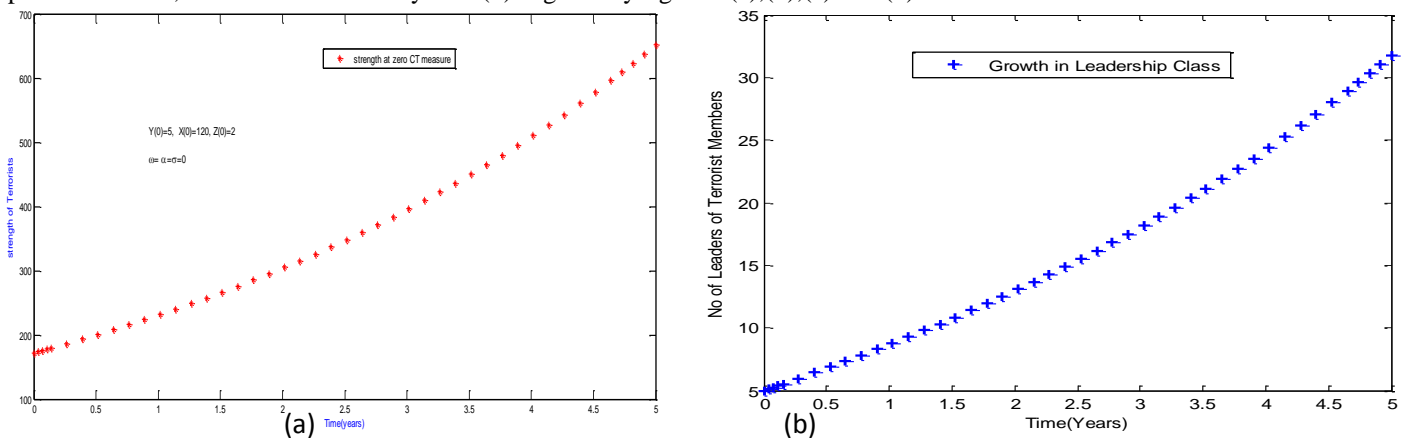 700
600
500
400
300
200
100
strength of Terrorists
strength at zero CT measure
Y(0)=5, X(0)=120, Z(0)=2
ω= α=σ=0
0 0.5 1 1.5 2 2.5 3 3.5 4 4.5 5
Time(years)
(a)
35
30
25
20
15
10
5
No of Leaders of Terrorist Members
Growth in Leadership Class
0 0.5 1 1.5 2 2.5 3 3.5 4 4.5 5
Time(Years)
(b)